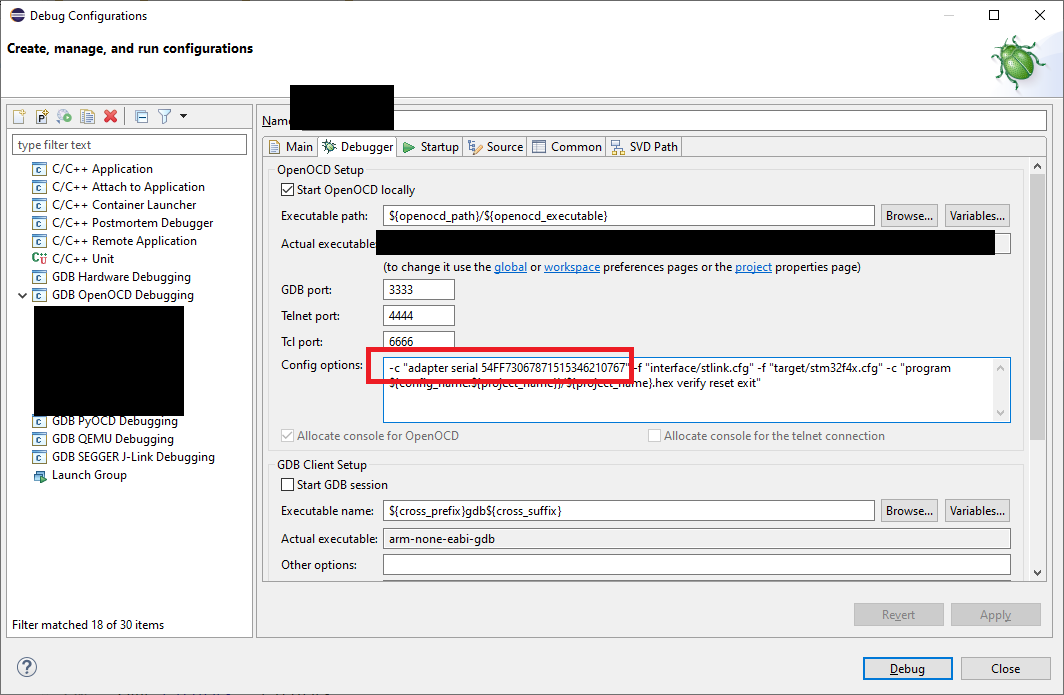 Debug Configurations
Create, manage, and run configurations
type filter text
C/C++ Application
C/C++ Attach to Application
C/C++ Container Launcher
C/C++ Postmortem Debugger
C/C++ Remote Application
C/C++ Unit
GDB Hardware Debugging
GDB OpenOCD Debugging
GDB PyOCD Debugging
GDB QEMU Debugging
GDB SEGGER J-Link Debugging
Launch Group
Filter matched 18 of 30 items
Main Debugger Startup Source Common SVD Path
OpenOCD Setup
Start OpenOCD locally
Executable path: ${openocd_path}/${openocd_executable} Browse... Variables...
Actual executable
(to change it use the global or workspace preferences pages or the project properties page)
GDB port: 3333
Telnet port: 4444
Tcl port: 6666
Config options: -c "adapter serial 54FF73067871515346210767" -f "interface/stlink.cfg" -f "target/stm32f4x.cfg" -c "program
${config_name:${project_name}}/${project_name}.hex verify reset exit"
Allocate console for OpenOCD Allocate console for the telnet connection
GDB Client Setup
Start GDB session
Executable name: ${cross_prefix}gdb${cross_suffix} Browse... Variables...
Actual executable: arm-none-eabi-gdb
Other options:
Revert Apply
Debug Close